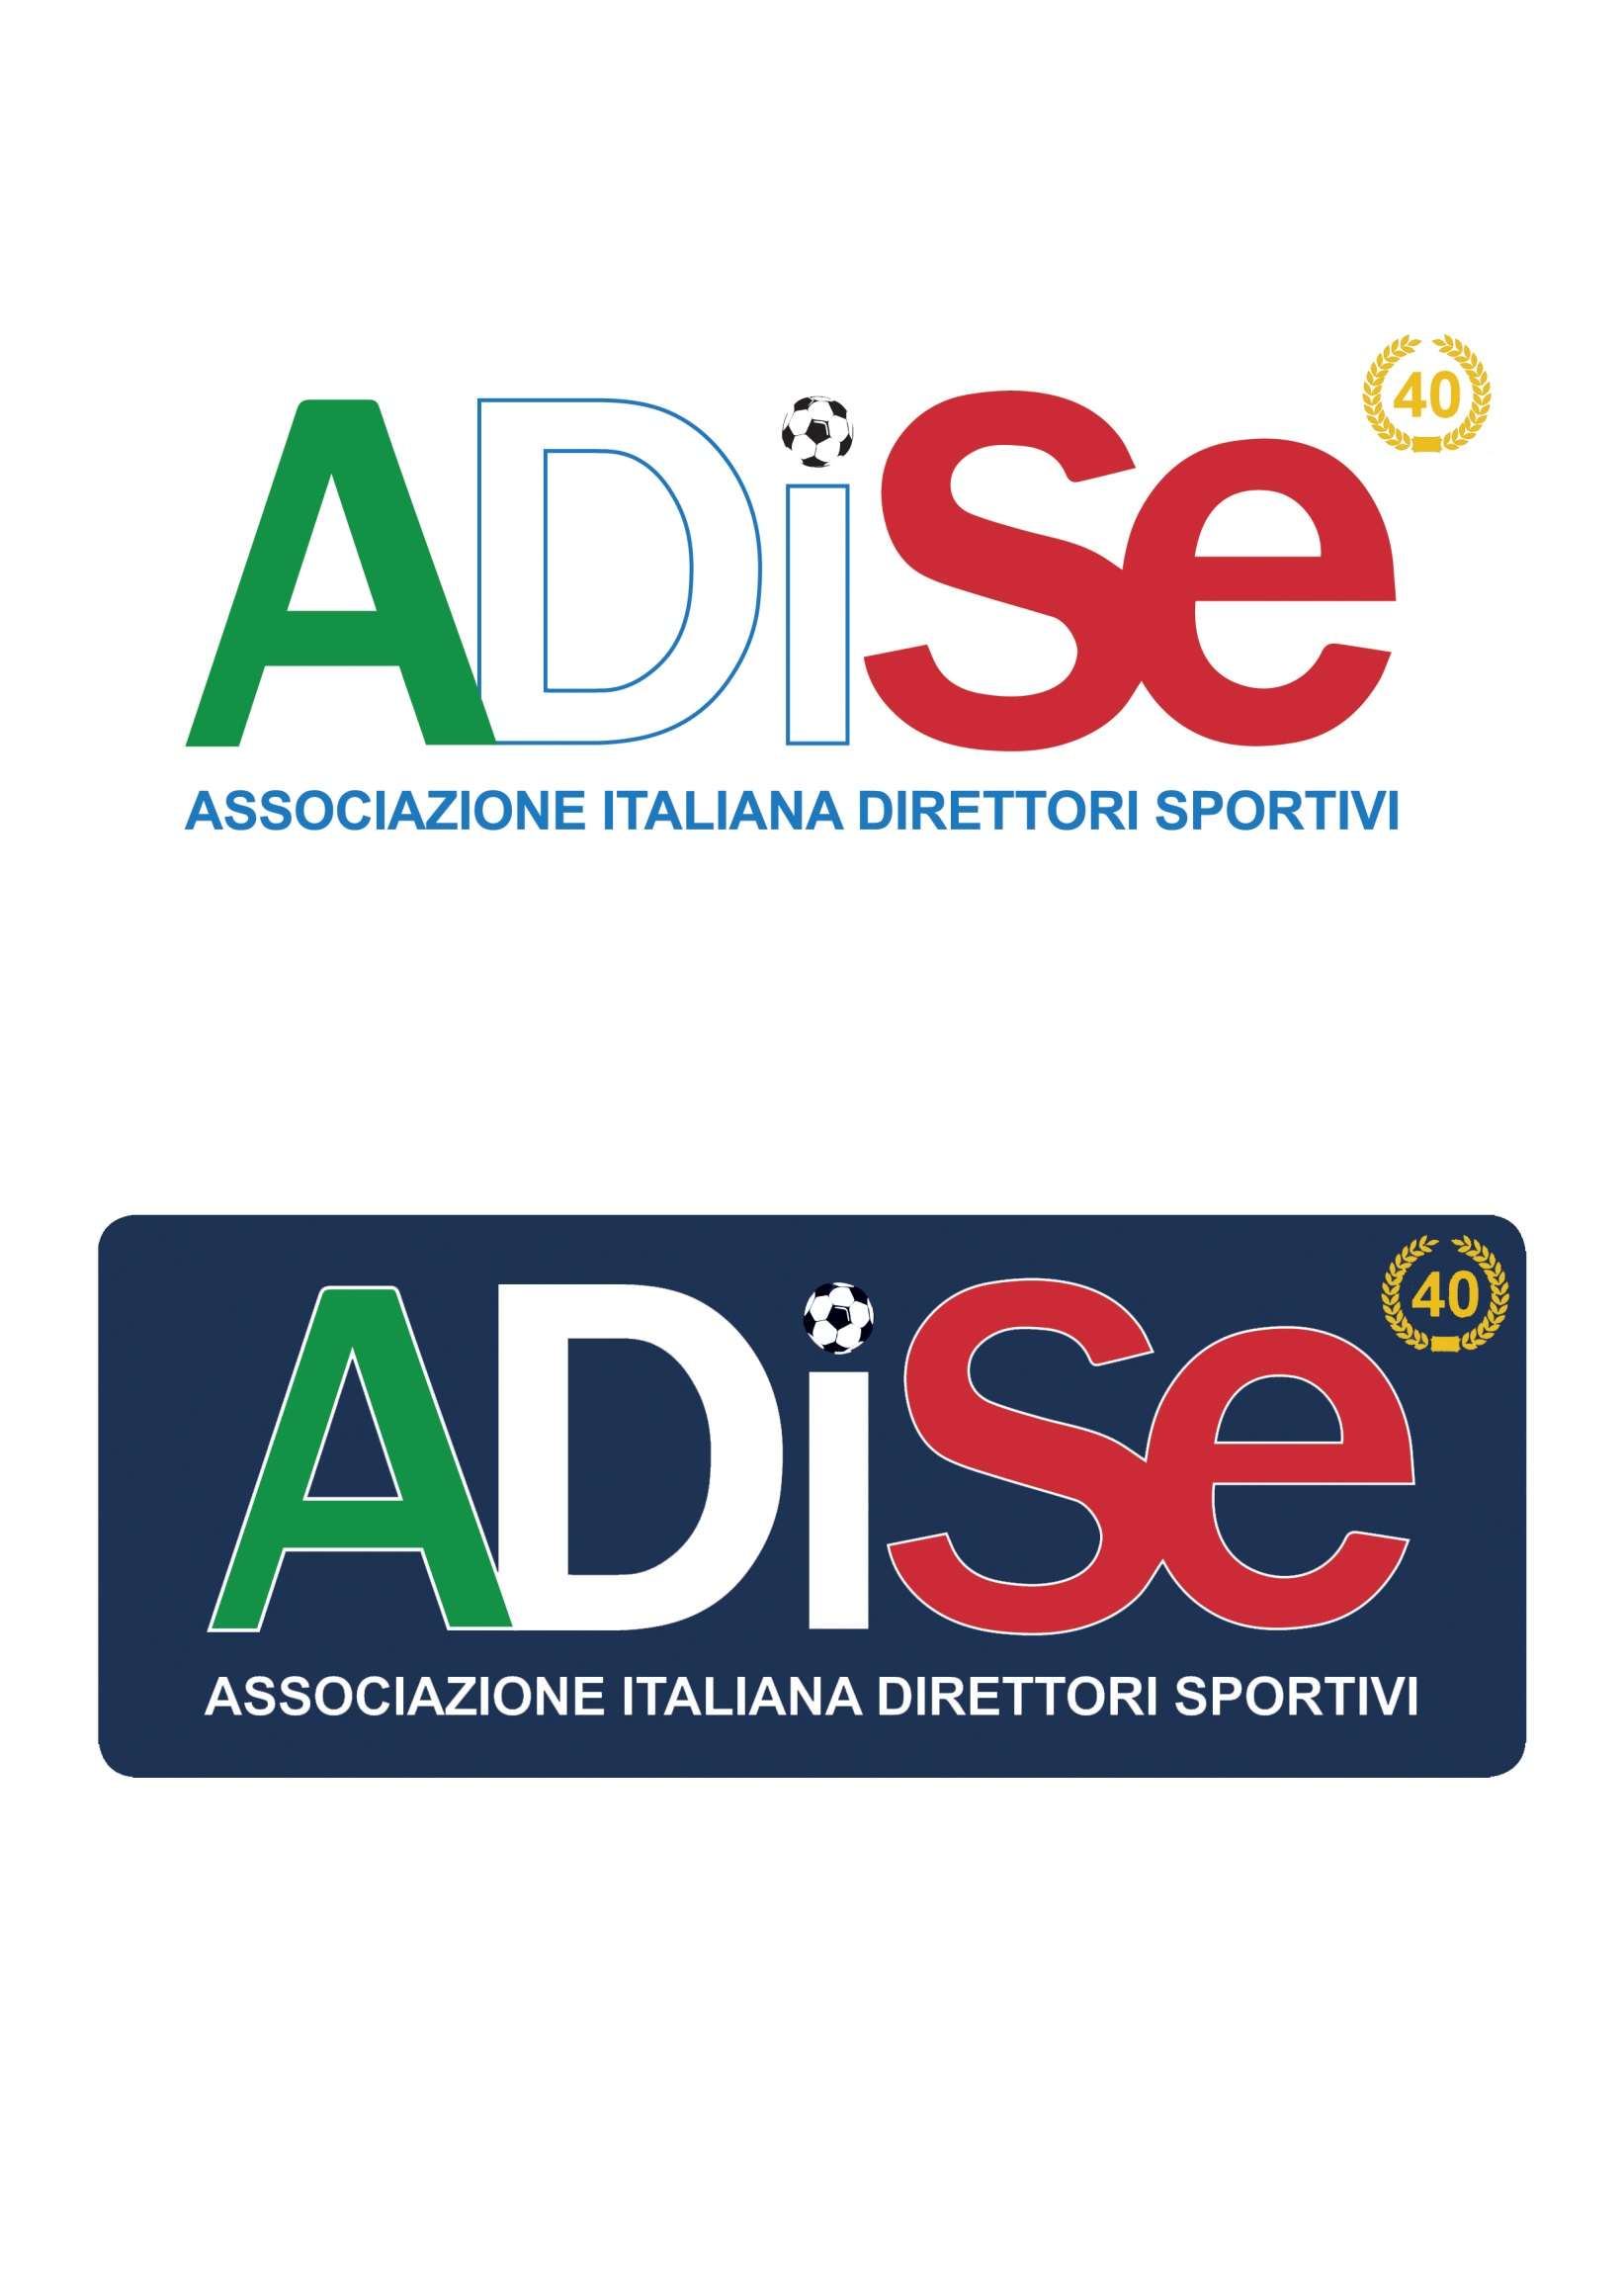 40
ADiSe
ASSOCIAZIONE ITALIANA DIRETTORI SPORTIVI
40
ADiSe
ASSOCIAZIONE ITALIANA DIRETTORI SPORTIVI